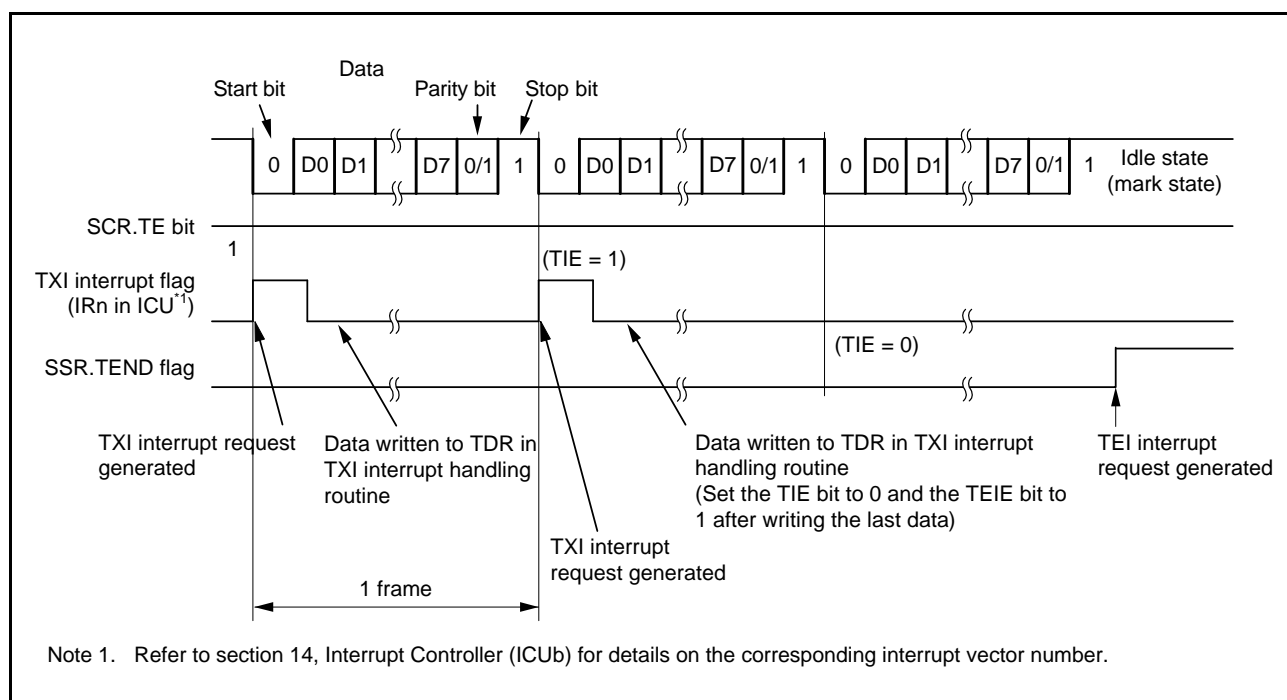 Data
Start bit
Parity bit
Stop bit
0 D0 D1 D7 0/1 1 0 D0 D1 D7 0/1 1 0 D0 D1 D7 0/1 1
Idle state
(mark state)
SCR.TE bit
1
TXI interrupt flag
(IRn in ICU*1)
(TIE = 1)
(TIE = 0)
SSR.TEND flag
TXI interrupt request
generated
Data written to TDR in
TXI interrupt handling
routine
Data written to TDR in TXI interrupt
handling routine
(Set the TIE bit to 0 and the TEIE bit to
1 after writing the last data)
TEI interrupt
request generated
TXI interrupt
request generated
1 frame
Note 1. Refer to section 14, Interrupt Controller (ICUb) for details on the corresponding interrupt vector number.